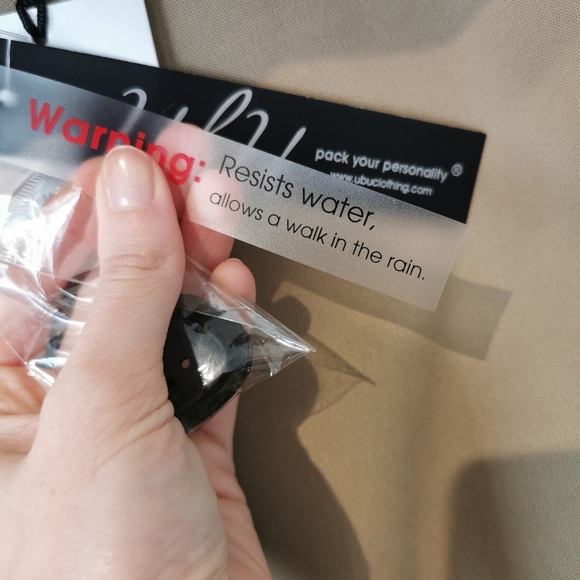 pack your personality®
www.ubuclothing.com
Warning: Resists water,
allows a walk in the rain.